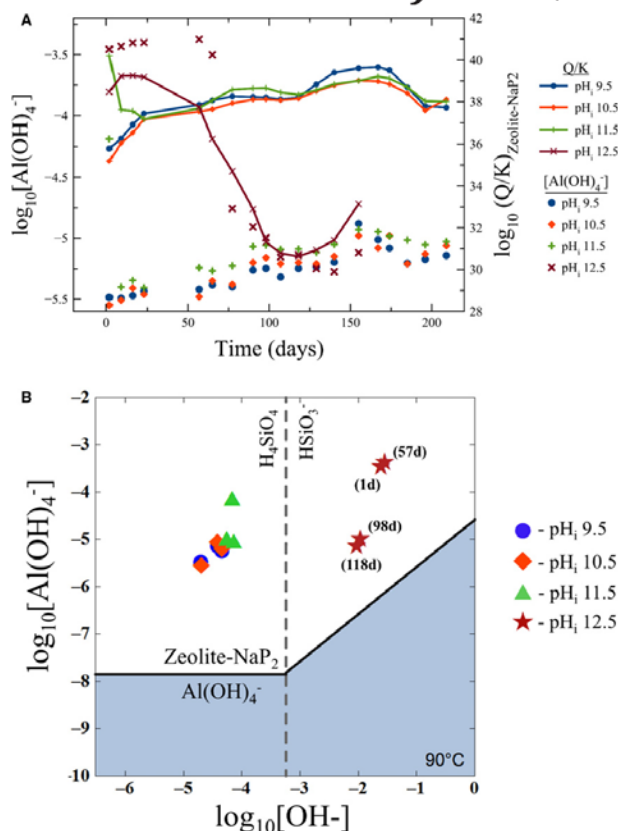 A
log₁₀[Al(OH)₄⁻]
-3.5
-4
-4.5
-5
-5.5
0
50
100
150
200
Time (days)
42
40
38
36
34
32
30
28
log₁₀ (Q/K)Zeolite-NaP2
Q/K
pHᵢ 9.5
pHᵢ 10.5
pHᵢ 11.5
pHᵢ 12.5
[Al(OH)₄⁻]
pHᵢ 9.5
pHᵢ 10.5
pHᵢ 11.5
pHᵢ 12.5
B
log₁₀[Al(OH)₄⁻]
-2
-3
-4
-5
-6
-7
-8
-9
-10
H₄SiO₄
HSiO₃⁻
(57d)
(1d)
(98d)
(118d)
Zeolite-NaP₂
Al(OH)₄⁻
90°C
-6
-5
-4
-3
-2
-1
0
log₁₀[OH-]
- pHᵢ 9.5
- pHᵢ 10.5
- pHᵢ 11.5
- pHᵢ 12.5